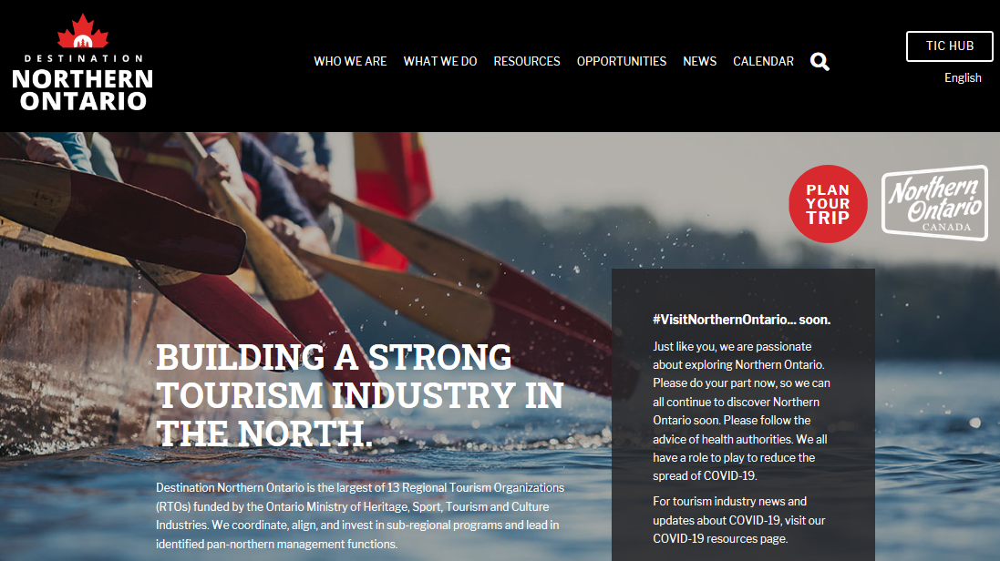 DESTINATION
NORTHERN
ONTARIO
WHO WE ARE WHAT WE DO RESOURCES OPPORTUNITIES NEWS CALENDAR
TIC HUB
English
PLAN
YOUR
TRIP
Northern
Ontario
CANADA
BUILDING A STRONG
TOURISM INDUSTRY IN
THE NORTH.
Destination Northern Ontario is the largest of 13 Regional Tourism Organizations
(RTOs) funded by the Ontario Ministry of Heritage, Sport, Tourism and Culture
Industries. We coordinate, align, and invest in sub-regional programs and lead in
identified pan-northern management functions.
#VisitNorthernOntario... soon.
Just like you, we are passionate
about exploring Northern Ontario.
Please do your part now, so we can
all continue to discover Northern
Ontario soon. Please follow the
advice of health authorities. We all
have a role to play to reduce the
spread of COVID-19.
For tourism industry news and
updates about COVID-19, visit our
COVID-19 resources page.